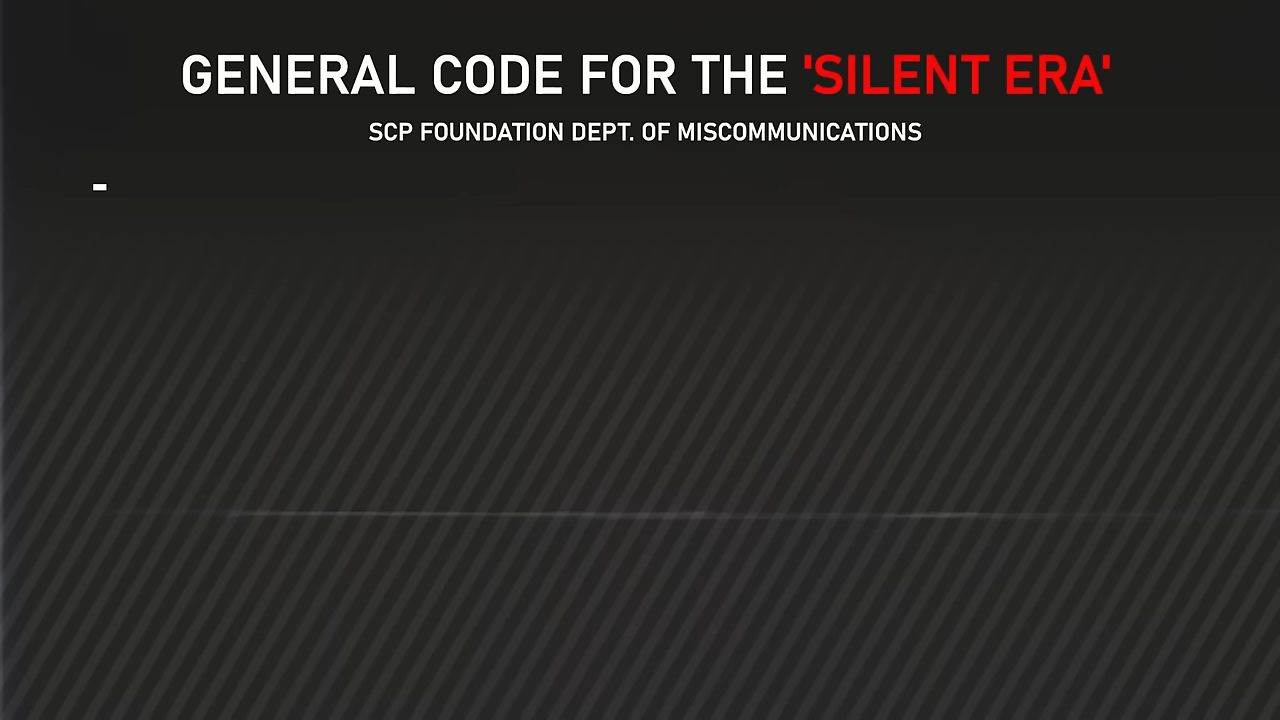 GENERAL CODE FOR THE 'SILENT ERA'
SCP FOUNDATION DEPT. OF MISCOMMUNICATIONS
-